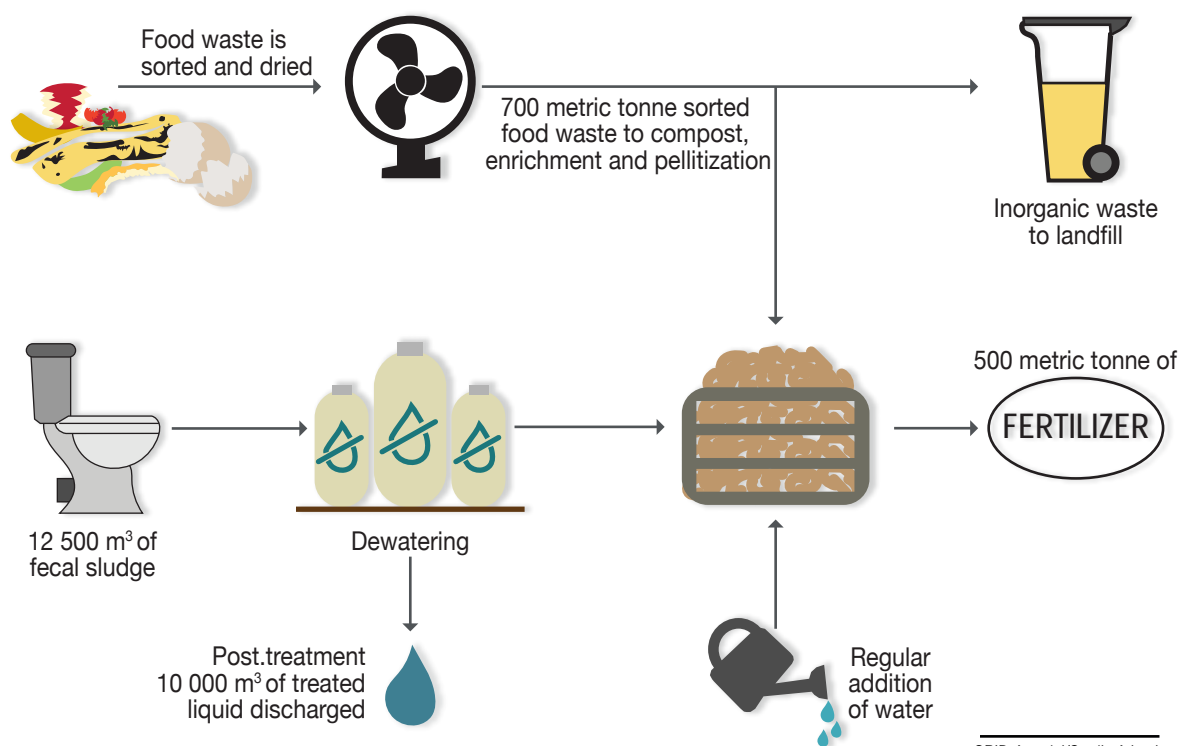 Food waste is
sorted and dried
700 metric tonne sorted
food waste to compost,
enrichment and pellitization
Inorganic waste
to landfill
500 metric tonne of
FERTILIZER
12 500 m³ of
fecal sludge
Dewatering
Post.treatment
10 000 m³ of treated
liquid discharged
Regular
addition
of water